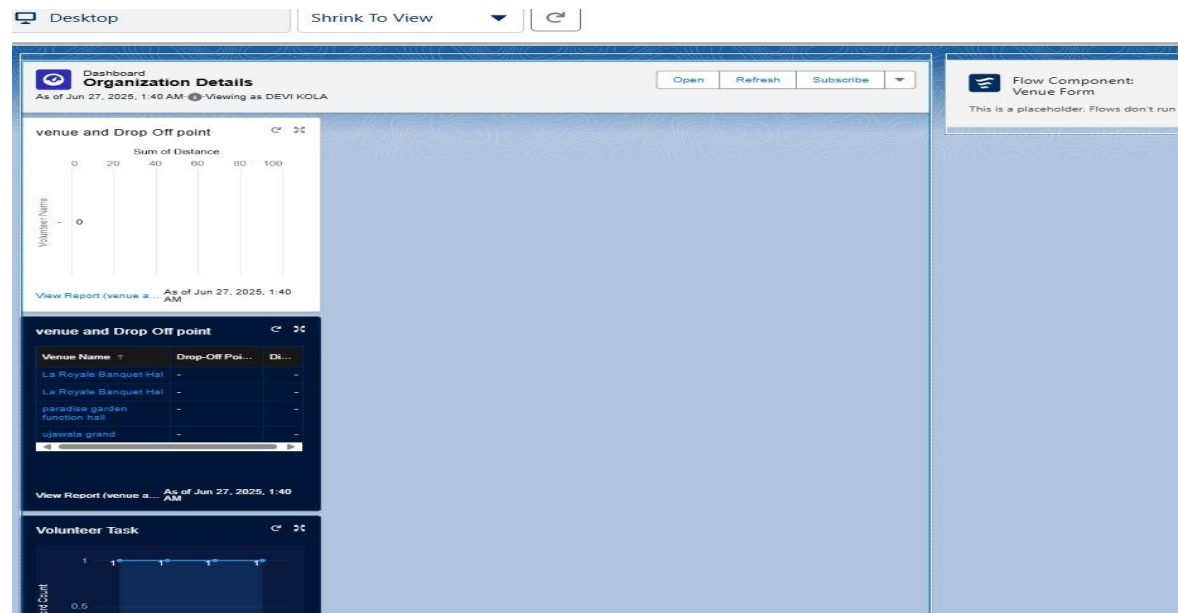 Desktop
Shrink To View
Dashboard
Organization Details
As of Jun 27, 2025, 1:40 AM-Viewing as DEVI KOLA
Open
Refresh
Subscribe
venue and Drop Off point
Sum of Distance
0 20 40 60 80 100
Volunteer Name
- 0
View Report (venue a... As of Jun 27, 2025, 1:40
AM
venue and Drop Off point
Venue Name ↑ Drop-Off Poi... Di...
La Royale Banquet Hal - -
La Royale Banquet Hal - -
paradise garden
function hall - -
ujawala grand - -
View Report (venue a... As of Jun 27, 2025, 1:40
AM
Volunteer Task
1
1 1 1 1
ord Count
0.5
Flow Component:
Venue Form
This is a placeholder. Flows don't run